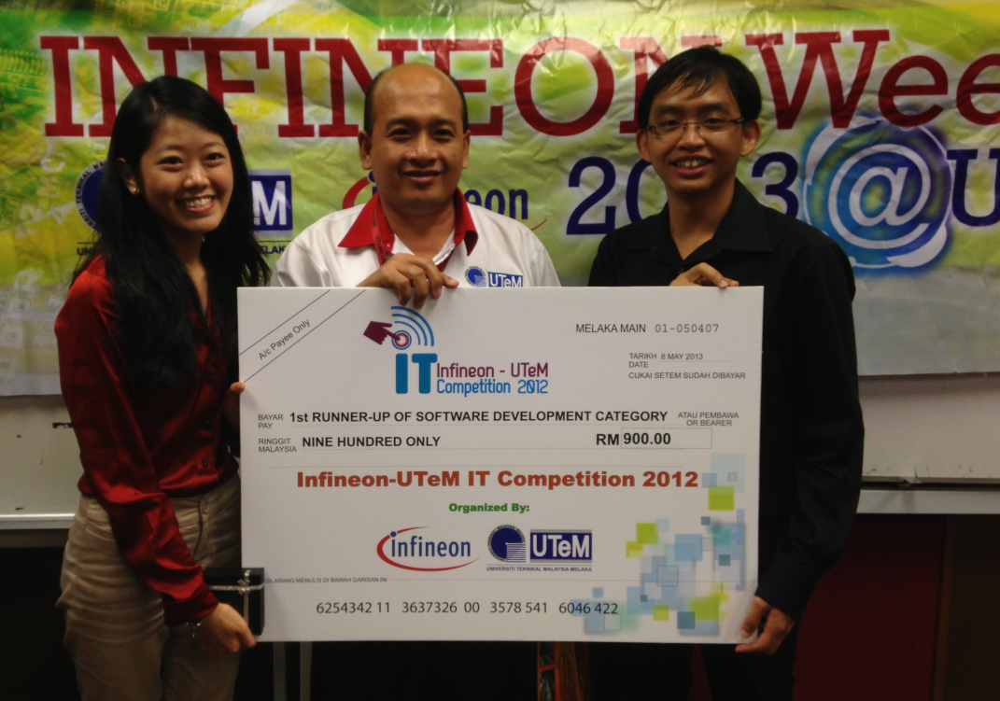 INFINEON Wee
2013@U
TeM
infineon
UTeM
A/c Payee Only
MELAKA MAIN 01-050407
IT Infineon - UTeM
Competition 2012
TARIKH 8 MAY 2013
DATE
CUKAI SETEM SUDAH DIBAYAR
BAYAR 1st RUNNER-UP OF SOFTWARE DEVELOPMENT CATEGORY ATAU PEMBAWA
PAY OR BEARER
RINGGIT NINE HUNDRED ONLY RM 900.00
MALAYSIA
Infineon-UTeM IT Competition 2012
Organized By:
infineon UTeM
UNIVERSITI TEKNIKAL MALAYSIA MELAKA
DILARANG MENULIS DI BAWAH GARISAN INI
6254342 11 3637326 00 3578 541 6046 422